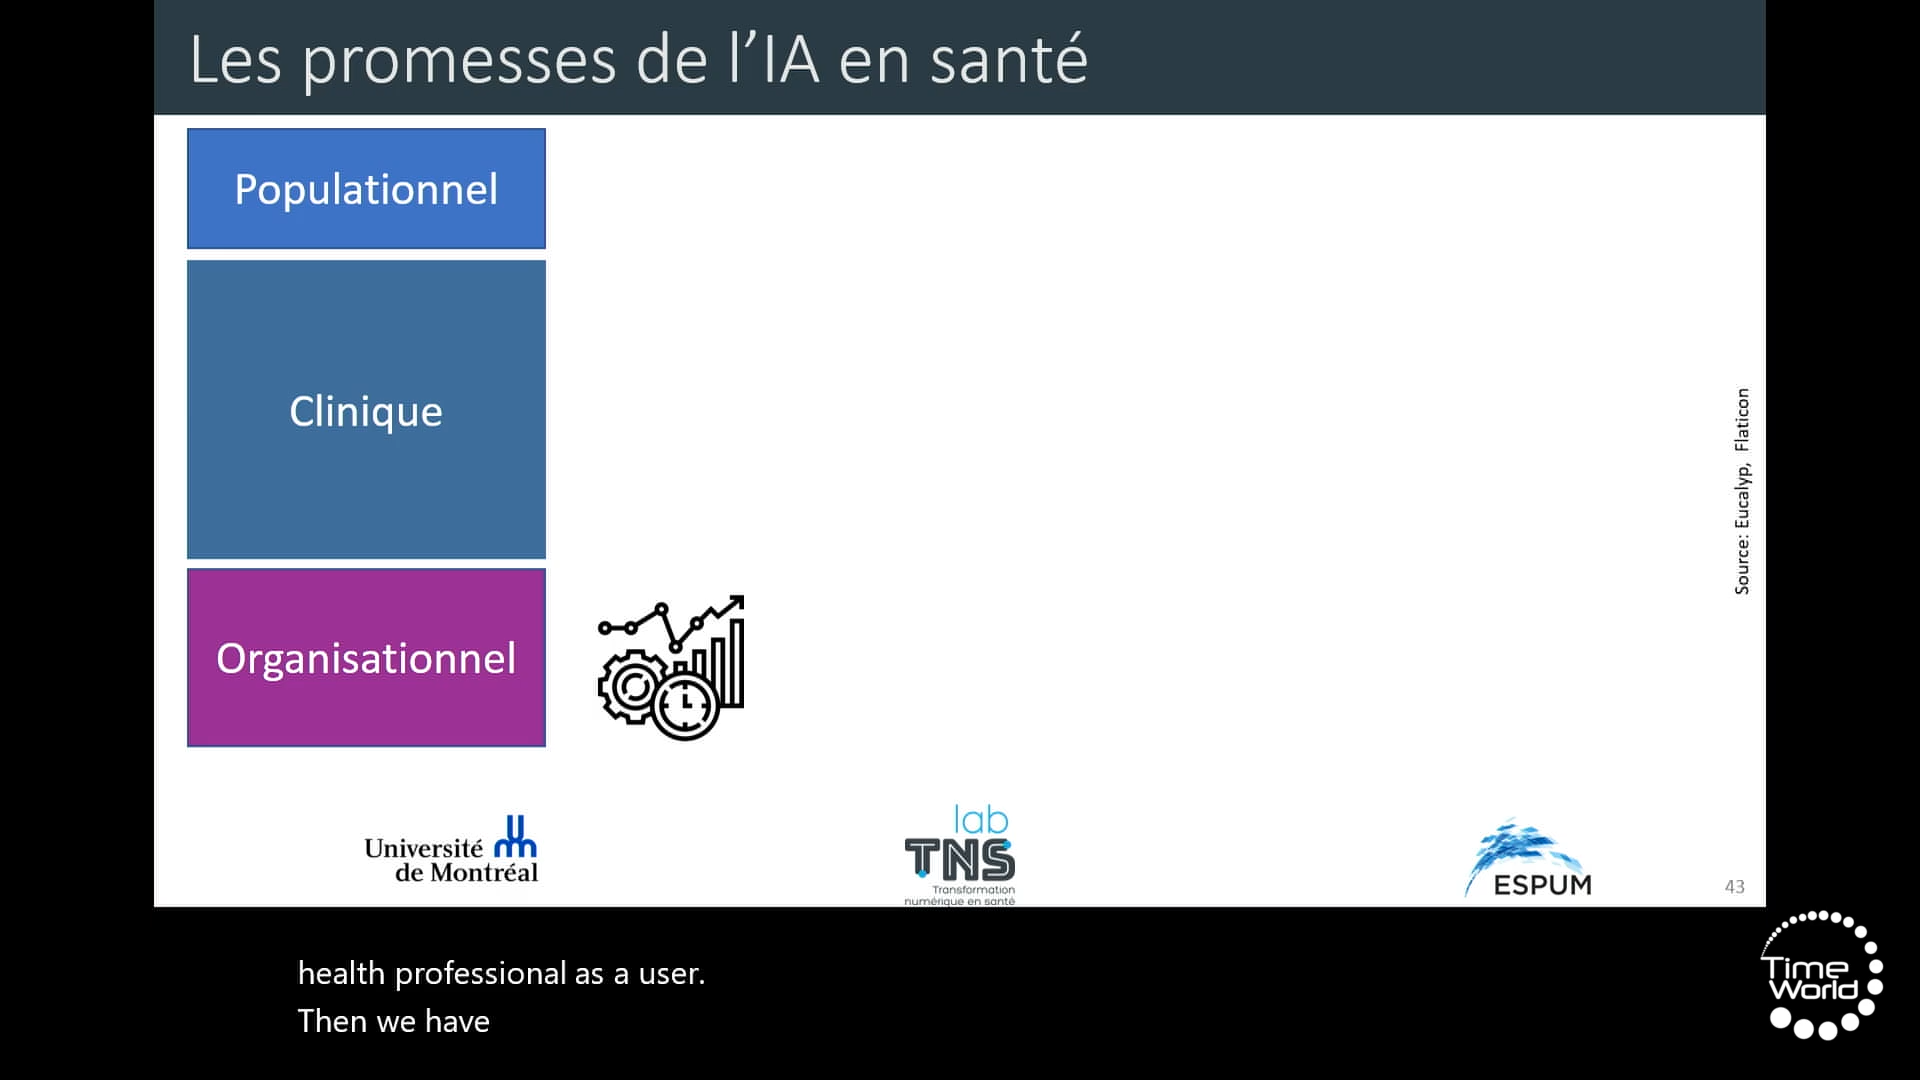 Les promesses de l’IA en santé
Populationnel
Clinique
Organisationnel
Source: Eucalyp, Flaticon
Université
de Montréal
lab
TNS
Transformation
numérique en santé
ESPUM
43
health professional as a user.
Then we have
Time
World